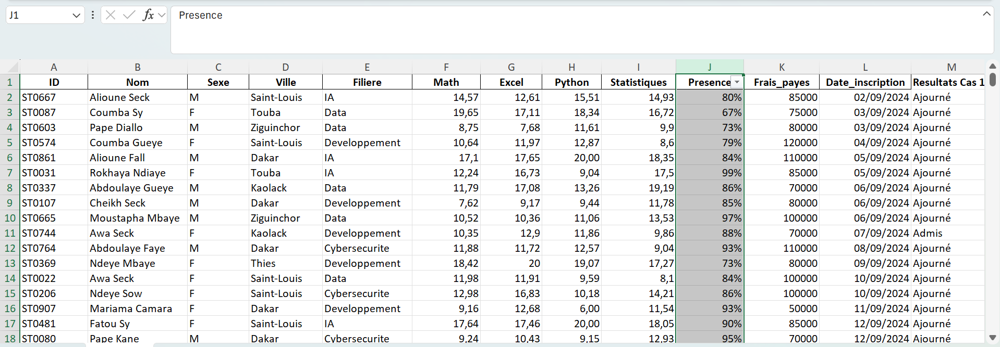 J1 fx Presence
A B C D E F G H I J K L M
1 ID Nom Sexe Ville Filiere Math Excel Python Statistiques Presence Frais_payes Date_inscription Resultats Cas 1
2 ST0667 Alioune Seck M Saint-Louis IA 14,57 12,61 15,51 14,93 80% 85000 02/09/2024 Ajourné
3 ST0087 Coumba Sy F Touba Data 19,65 17,11 18,34 16,72 67% 75000 03/09/2024 Ajourné
4 ST0603 Pape Diallo M Ziguinchor Data 8,75 7,68 11,61 9,9 73% 80000 03/09/2024 Ajourné
5 ST0574 Coumba Gueye F Saint-Louis Developpement 10,64 11,97 12,87 8,6 79% 120000 04/09/2024 Ajourné
6 ST0861 Alioune Fall M Dakar IA 17,1 17,65 20,00 18,35 84% 110000 05/09/2024 Ajourné
7 ST0031 Rokhaya Ndiaye F Touba IA 12,24 16,73 9,04 17,5 99% 85000 05/09/2024 Ajourné
8 ST0337 Abdoulaye Gueye M Kaolack Data 11,79 17,08 13,26 19,19 86% 70000 06/09/2024 Ajourné
9 ST0107 Cheikh Seck M Dakar Developpement 7,62 9,17 9,44 11,78 85% 80000 06/09/2024 Ajourné
10 ST0665 Moustapha Mbaye M Ziguinchor Data 10,52 10,36 11,06 13,53 97% 100000 06/09/2024 Ajourné
11 ST0744 Awa Seck F Kaolack Developpement 10,35 12,9 11,86 9,86 88% 70000 07/09/2024 Admis
12 ST0764 Abdoulaye Faye M Dakar Cybersecurite 11,88 11,72 12,57 9,04 93% 110000 08/09/2024 Ajourné
13 ST0369 Ndeye Mbaye F Thies Developpement 18,42 20 19,07 17,27 73% 80000 09/09/2024 Ajourné
14 ST0022 Awa Seck F Saint-Louis Data 11,98 11,91 9,59 8,1 84% 100000 10/09/2024 Ajourné
15 ST0206 Ndeye Sow F Saint-Louis Cybersecurite 12,98 16,83 10,18 14,21 86% 100000 10/09/2024 Ajourné
16 ST0907 Mariama Camara F Dakar Developpement 9,16 12,68 6,00 11,54 93% 50000 11/09/2024 Ajourné
17 ST0481 Fatou Sy F Saint-Louis IA 17,64 17,46 20,00 18,05 90% 85000 12/09/2024 Ajourné
18 ST0080 Pape Kane M Dakar Cybersecurite 9,24 10,43 9,15 12,93 95% 70000 12/09/2024 Ajourné